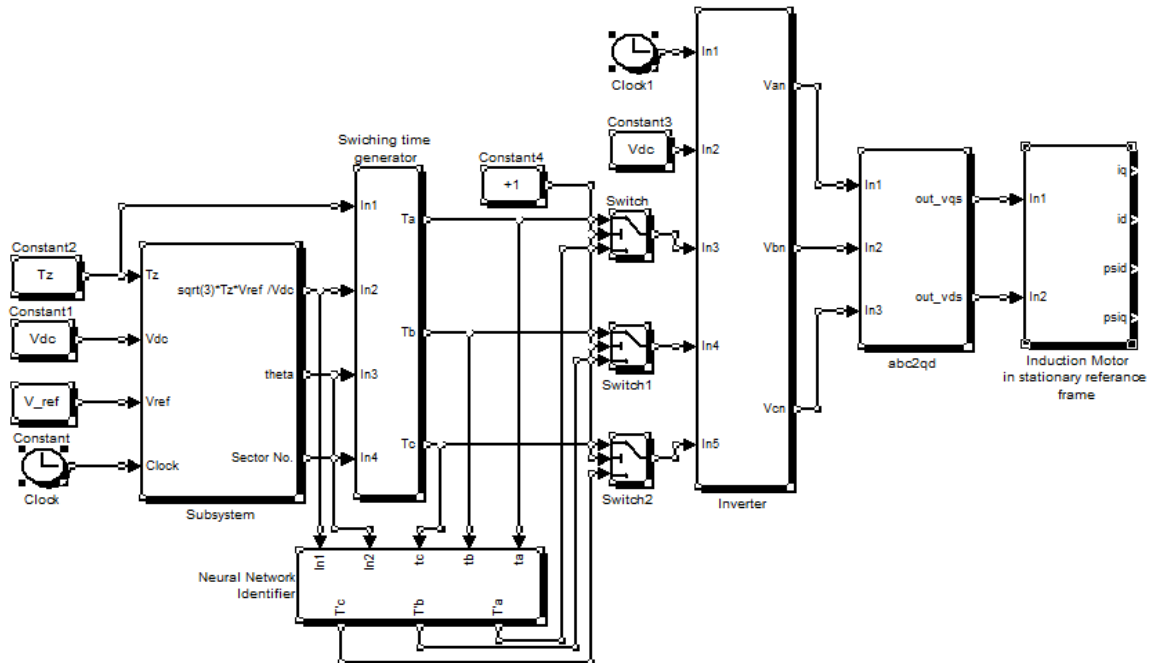 Clock1
Constant3
Vdc
Swiching time
generator
Constant4
+1
Switch
Switch1
Switch2
In1
In2
In3
In4
In5
Van
Vbn
Vcn
Inverter
In1
In2
In3
out_vqs
out_vds
abc2qd
In1
In2
iq
id
psid
psiq
Induction Motor
in stationary referance
frame
In1
In2
In3
In4
Ta
Tb
Tc
Constant2
Tz
Constant1
Vdc
V_ref
Constant
Clock
Tz
Vdc
Vref
Clock
sqrt(3)*Tz*Vref /Vdc
theta
Sector No.
Subsystem
Neural Network
Identifier
In1
In2
tc
tb
ta
T'c
T'b
T'a